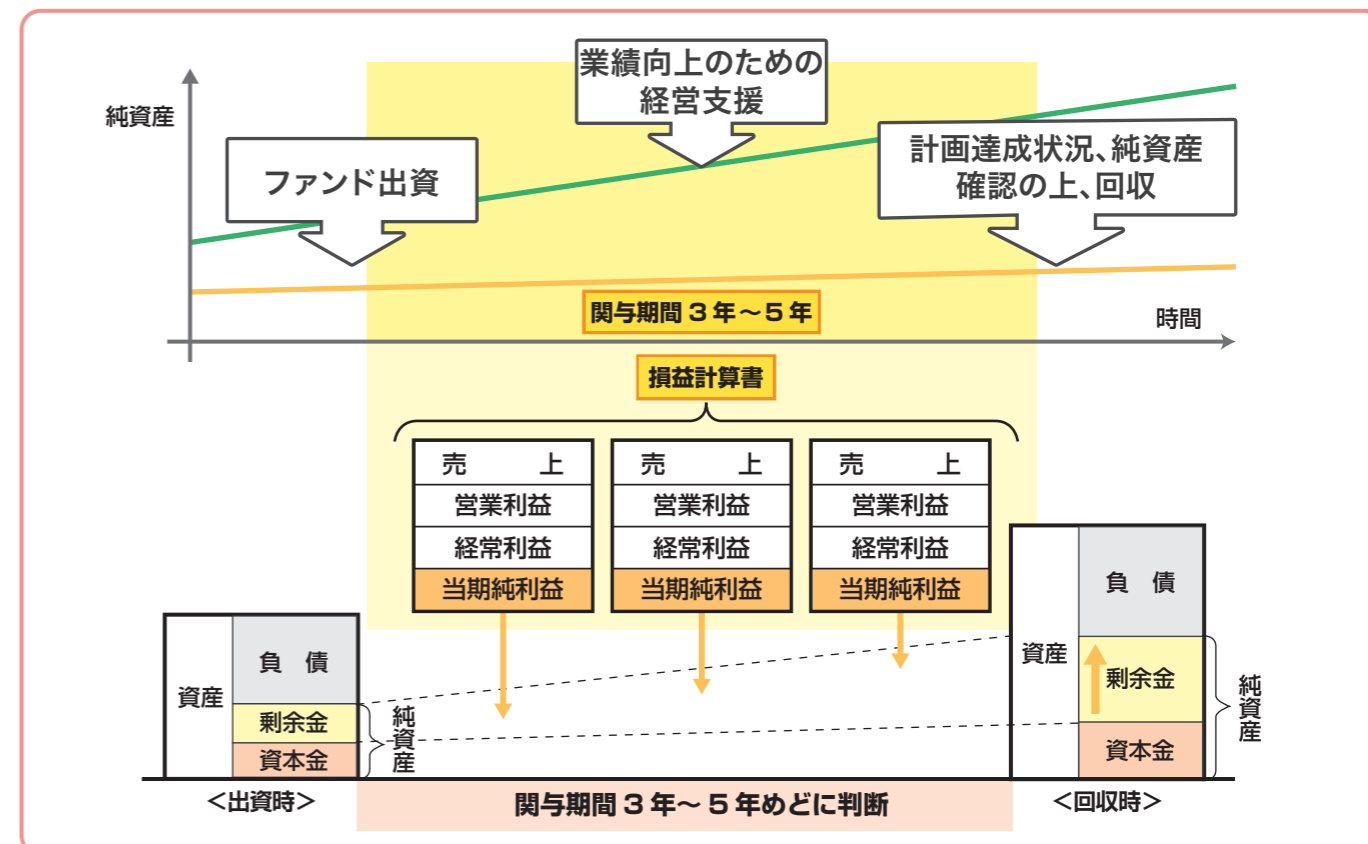 業績向上のための
経営支援
純資産
ファンド出資
計画達成状況、純資産
確認の上、回収
関与期間 3 年～5 年
時間
損益計算書
売 上
営業利益
経常利益
当期純利益
売 上
営業利益
経常利益
当期純利益
売 上
営業利益
経常利益
当期純利益
資産
負 債
剰余金
資本金
純資産
資産
負 債
剰余金
資本金
純資産
＜出資時＞
関与期間 3 年～ 5 年めどに判断
＜回収時＞